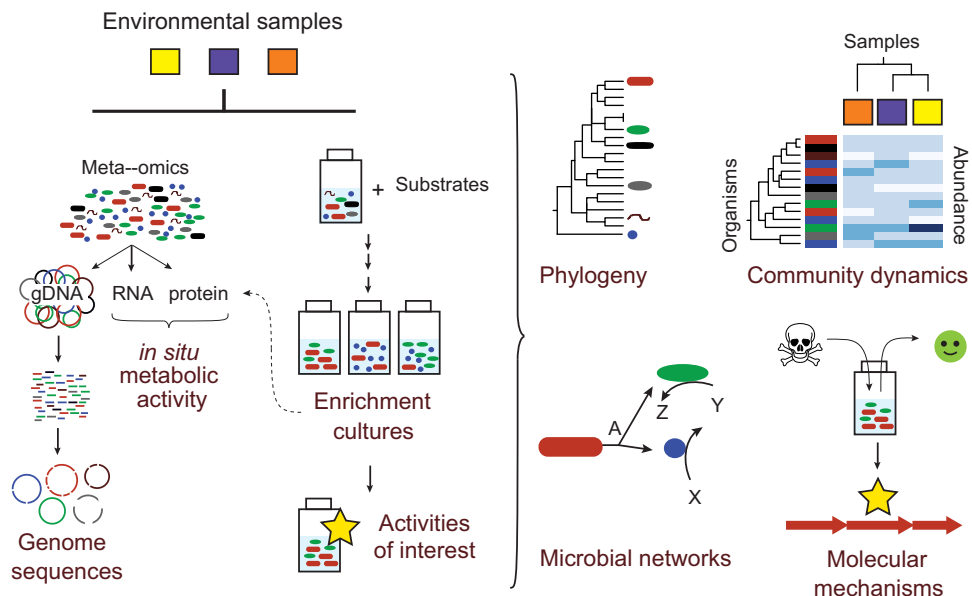 Environmental samples
Meta--omics
+ Substrates
gDNA
RNA
protein
in situ
metabolic
activity
Enrichment
cultures
Genome
sequences
Activities
of interest
Phylogeny
Samples
Organisms
Abundance
Community dynamics
A
Z
Y
X
Microbial networks
Molecular
mechanisms